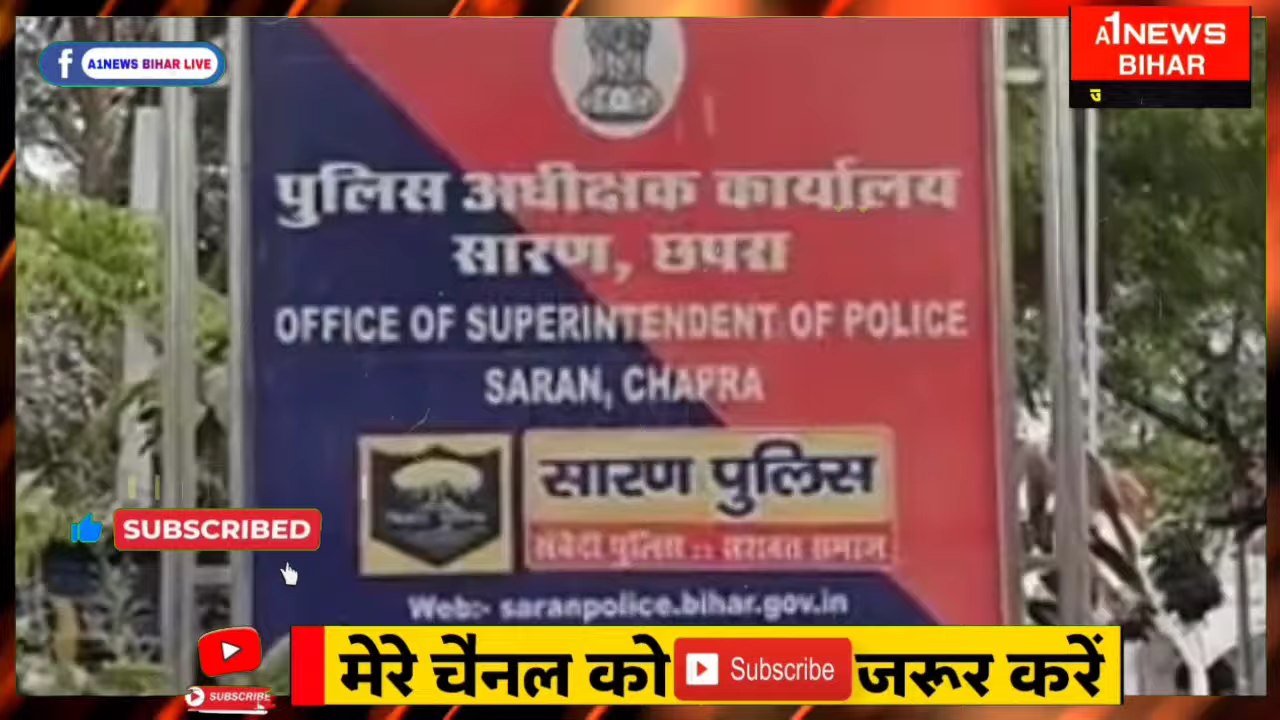 A1NEWS BIHAR LIVE
A1NEWS
BIHAR
पुलिस अधीक्षक कार्यालय
सारण, छपरा
OFFICE OF SUPERINTENDENT OF POLICE
SARAN, CHAPRA
सारण पुलिस
पुलिस :: समाज
Web:- saranpolice.bihar.gov.in
SUBSCRIBED
SUBSCRIBE
मेरे चैनल को Subscribe जरूर करें